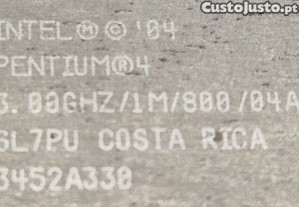 CustoJusto.pt
INTEL Ⓜ © '04
PENTIUM®4
3.00GHZ/1M/800/04A
SL7PU COSTA RICA
3452A330